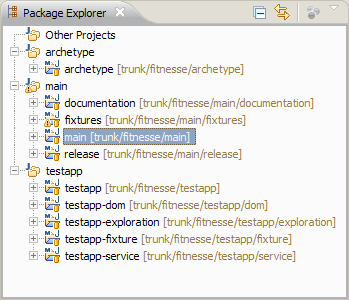 Package Explorer
Other Projects
archetype
archetype [trunk/fitnesse/archetype]
main
documentation [trunk/fitnesse/main/documentation]
fixtures [trunk/fitnesse/main/fixtures]
main [trunk/fitnesse/main]
release [trunk/fitnesse/main/release]
testapp
testapp [trunk/fitnesse/testapp]
testapp-dom [trunk/fitnesse/testapp/dom]
testapp-exploration [trunk/fitnesse/testapp/exploration]
testapp-fixture [trunk/fitnesse/testapp/fixture]
testapp-service [trunk/fitnesse/testapp/service]